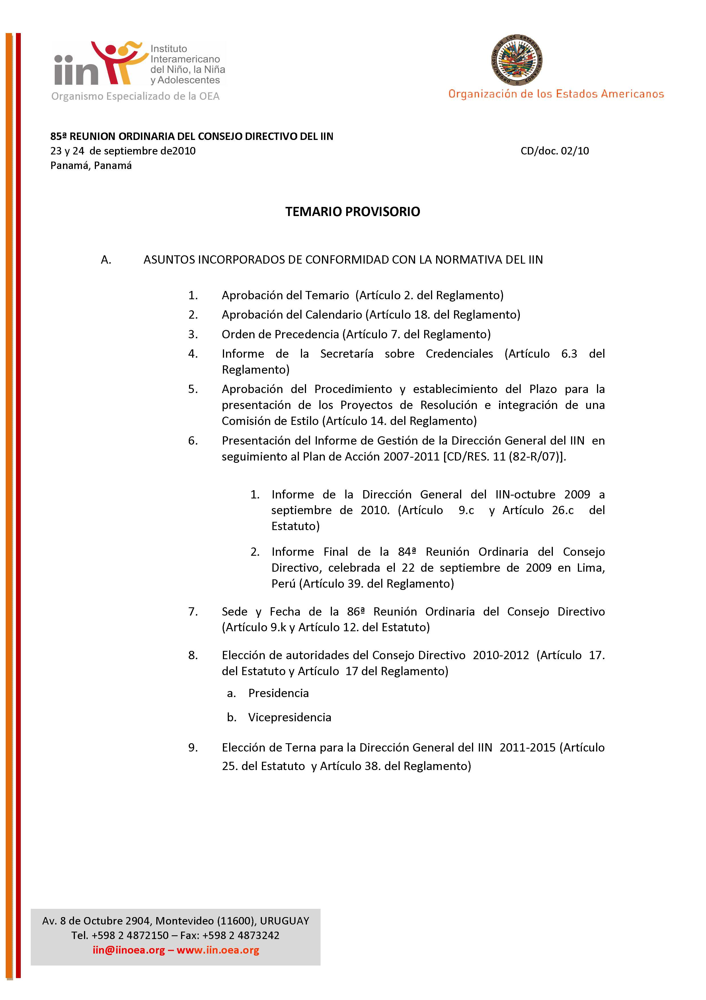 iin
Instituto
Interamericano
del Niño, la Niña
y Adolescentes
Organismo Especializado de la OEA
ORGANIZACION DE LOS ESTADOS AMERICANOS
Organización de los Estados Americanos
85ª REUNION ORDINARIA DEL CONSEJO DIRECTIVO DEL IIN
23 y 24  de septiembre de2010 CD/doc. 02/10
Panamá, Panamá
TEMARIO PROVISORIO
A. ASUNTOS INCORPORADOS DE CONFORMIDAD CON LA NORMATIVA DEL IIN
1. Aprobación del Temario  (Artículo 2. del Reglamento)
2. Aprobación del Calendario (Artículo 18. del Reglamento)
3. Orden de Precedencia (Artículo 7. del Reglamento)
4. Informe de la Secretaría sobre Credenciales (Artículo 6.3 del
Reglamento)
5. Aprobación del Procedimiento y establecimiento del Plazo para la
presentación de los Proyectos de Resolución e integración de una
Comisión de Estilo (Artículo 14. del Reglamento)
6. Presentación del Informe de Gestión de la Dirección General del IIN  en
seguimiento al Plan de Acción 2007-2011 [CD/RES. 11 (82-R/07)].
1. Informe de la Dirección General del IIN-octubre 2009 a
septiembre de 2010. (Artículo  9.c  y Artículo 26.c  del
Estatuto)
2. Informe Final de la 84ª Reunión Ordinaria del Consejo
Directivo, celebrada el 22 de septiembre de 2009 en Lima,
Perú (Artículo 39. del Reglamento)
7. Sede y Fecha de la 86ª Reunión Ordinaria del Consejo Directivo
(Artículo 9.k y Artículo 12. del Estatuto)
8. Elección de autoridades del Consejo Directivo  2010-2012  (Artículo  17.
del Estatuto y Artículo  17 del Reglamento)
a. Presidencia
b. Vicepresidencia
9. Elección de Terna para la Dirección General del IIN  2011-2015 (Artículo
25. del Estatuto  y Artículo 38. del Reglamento)
Av. 8 de Octubre 2904, Montevideo (11600), URUGUAY
Tel. +598 2 4872150 – Fax: +598 2 4873242
iin@iinoea.org – www.iin.oea.org